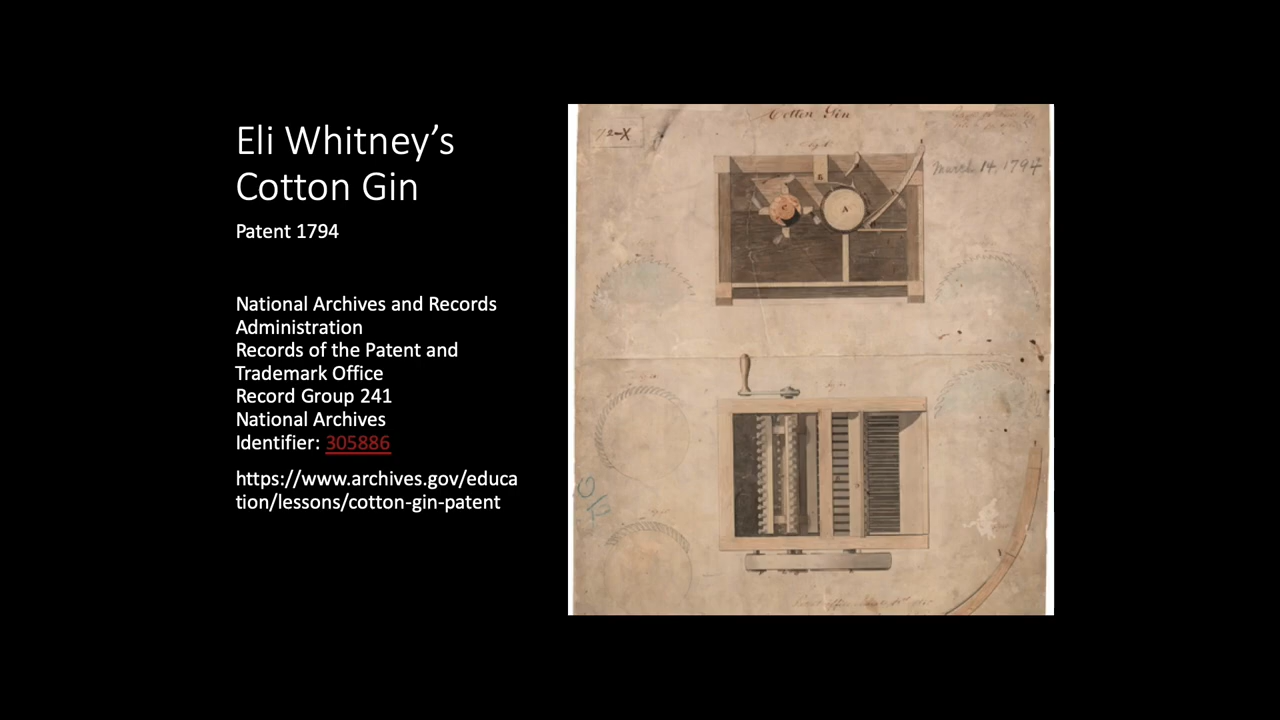 Eli Whitney’s
Cotton Gin
Patent 1794
National Archives and Records
Administration
Records of the Patent and
Trademark Office
Record Group 241
National Archives
Identifier: 305886
https://www.archives.gov/educa
tion/lessons/cotton-gin-patent
Cotton Gin
72-X
March 14, 1794
A